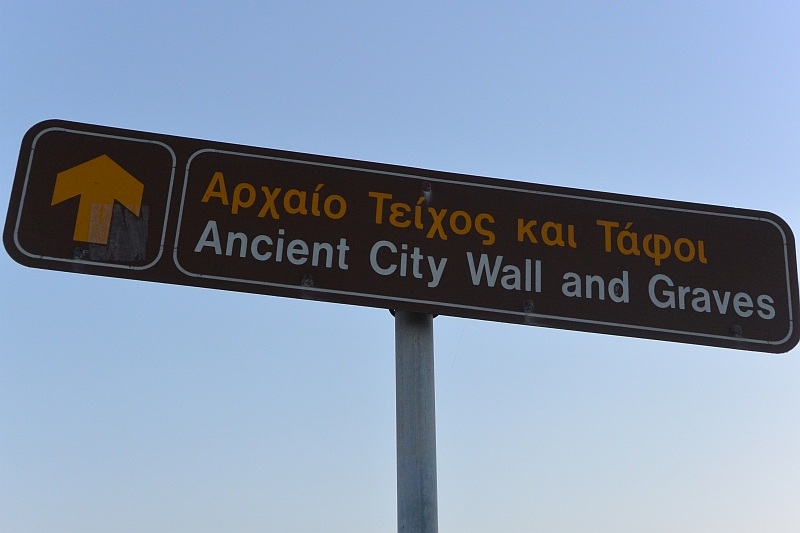 Αρχαίο Τείχος και Τάφοι
Ancient City Wall and Graves